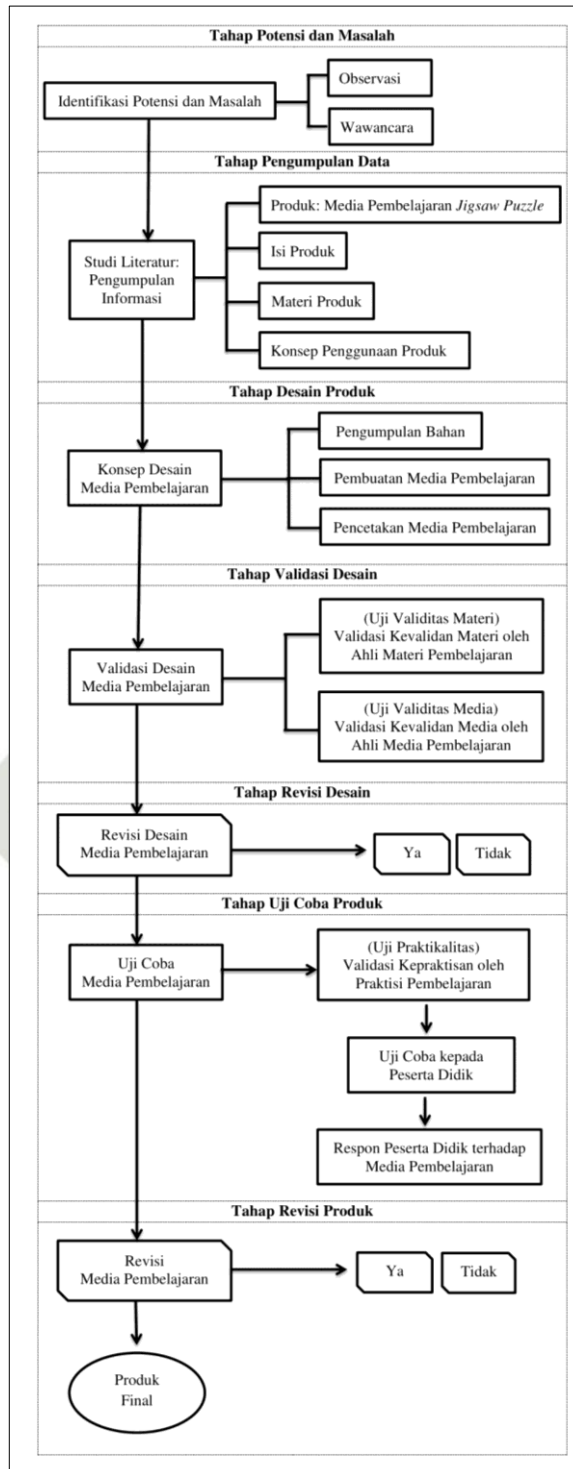 Tahap Potensi dan Masalah
Identifikasi Potensi dan Masalah
Observasi
Wawancara
Tahap Pengumpulan Data
Studi Literatur:
Pengumpulan
Informasi
Produk: Media Pembelajaran Jigsaw Puzzle
Isi Produk
Materi Produk
Konsep Penggunaan Produk
Tahap Desain Produk
Konsep Desain
Media Pembelajaran
Pengumpulan Bahan
Pembuatan Media Pembelajaran
Pencetakan Media Pembelajaran
Tahap Validasi Desain
Validasi Desain
Media Pembelajaran
(Uji Validitas Materi)
Validasi Kevalidan Materi oleh
Ahli Materi Pembelajaran
(Uji Validitas Media)
Validasi Kevalidan Media oleh
Ahli Media Pembelajaran
Tahap Revisi Desain
Revisi Desain
Media Pembelajaran
Ya
Tidak
Tahap Uji Coba Produk
Uji Coba
Media Pembelajaran
(Uji Praktikalitas)
Validasi Kepraktisan oleh
Praktisi Pembelajaran
Uji Coba kepada
Peserta Didik
Respon Peserta Didik terhadap
Media Pembelajaran
Tahap Revisi Produk
Revisi
Media Pembelajaran
Ya
Tidak
Produk
Final